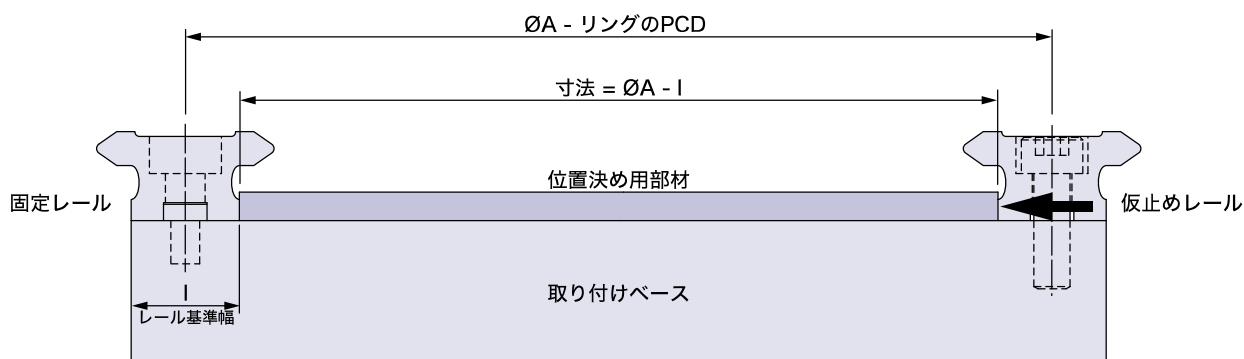 ØA - リングのPCD
寸法 = ØA - I
位置決め用部材
固定レール
仮止めレール
取り付けベース
I
レール基準幅